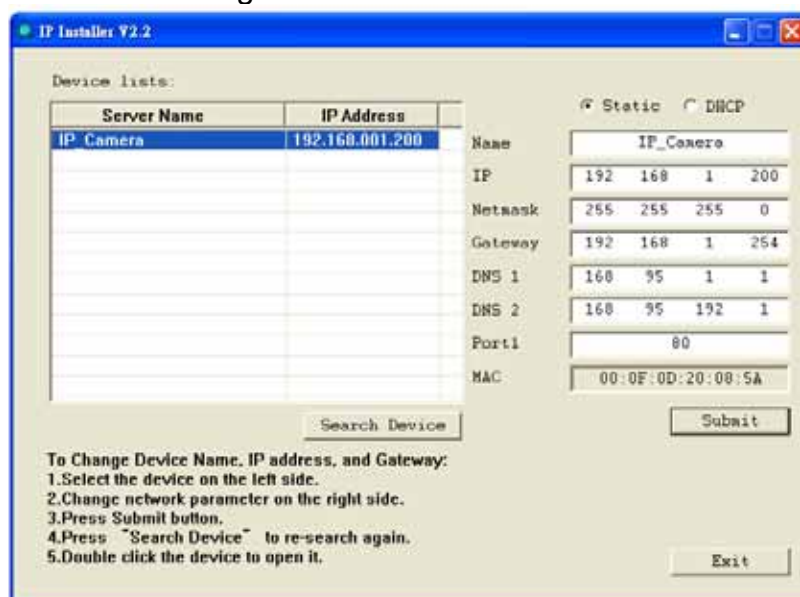 IP Installer V2.2
Device lists:
Server Name IP Address
IP_Camera 192.168.001.200
Static DHCP
Name IP_Camera
IP 192 168 1 200
Netmask 255 255 255 0
Gateway 192 168 1 254
DNS 1 168 95 1 1
DNS 2 168 95 192 1
Port1 80
MAC 00:0F:0D:20:08:5A
Search Device
Submit
To Change Device Name, IP address, and Gateway:
1.Select the device on the left side.
2.Change network parameter on the right side.
3.Press Submit button.
4.Press "Search Device" to re-search again.
5.Double click the device to open it.
Exit